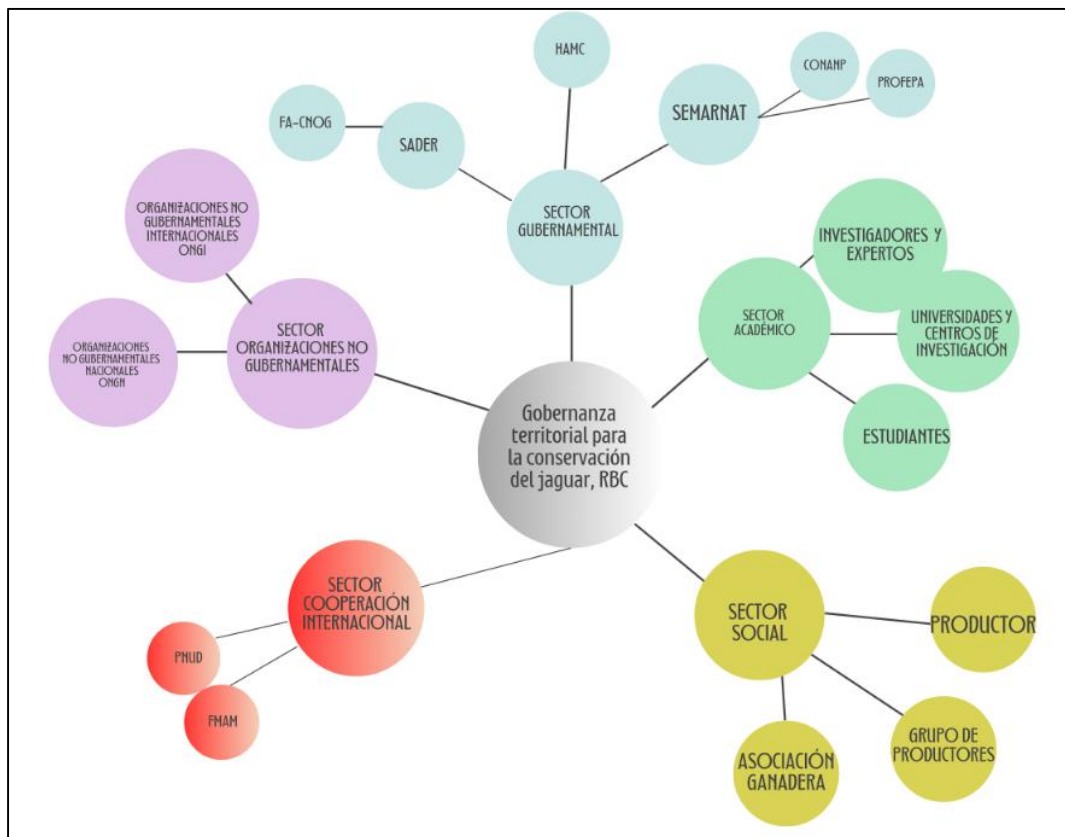 HAMC
CONANP
PROFEPA
SEMARNAT
FA-CNOG
SADER
SECTOR
GUBERNAMENTAL
ORGANIZACIONES NO
GUBERNAMENTALES
INTERNACIONALES
ONGI
ORGANIZACIONES
NO GUBERNAMENTALES
NACIONALES
ONGN
SECTOR
ORGANIZACIONES NO
GUBERNAMENTALES
INVESTIGADORES Y
EXPERTOS
SECTOR
ACADÉMICO
UNIVERSIDADES Y
CENTROS DE
INVESTIGACIÓN
ESTUDIANTES
Gobernanza
territorial para
la conservación
del jaguar, RBC
SECTOR
COOPERACIÓN
INTERNACIONAL
PNUD
FMAM
SECTOR
SOCIAL
PRODUCTOR
GRUPO DE
PRODUCTORES
ASOCIACIÓN
GANADERA